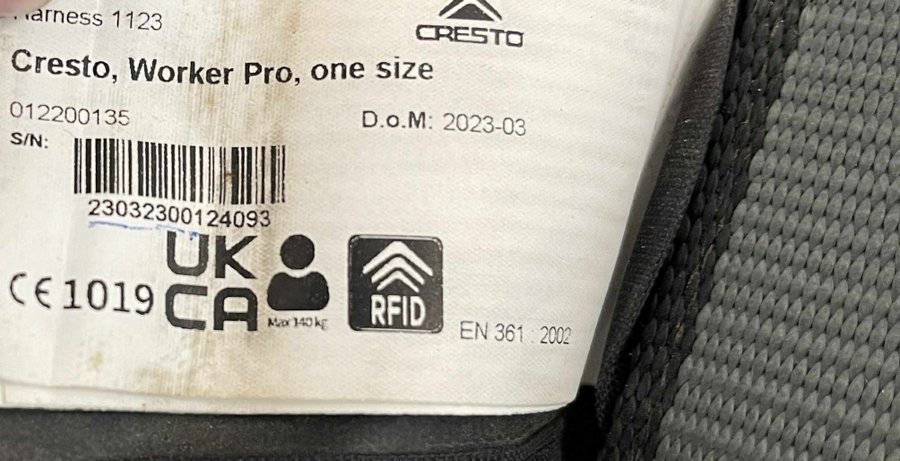 Harness 1123
CRESTO
Cresto, Worker Pro, one size
012200135
D.o.M: 2023-03
S/N:
23032300124093
UK
CA
CE 1019
Max 140 kg
RFID
EN 361 : 2002